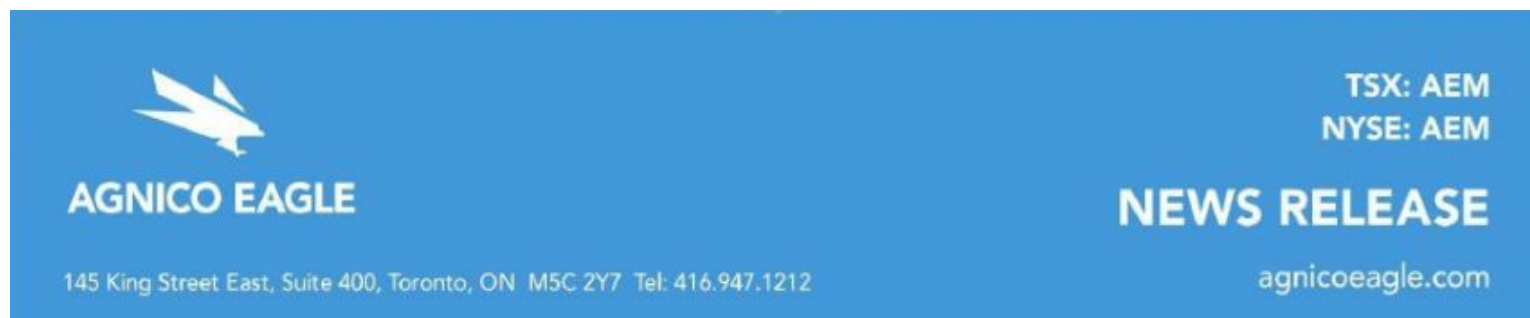 TSX: AEM
NYSE: AEM
AGNICO EAGLE
NEWS RELEASE
145 King Street East, Suite 400, Toronto, ON M5C 2Y7 Tel: 416.947.1212
agnicoeagle.com